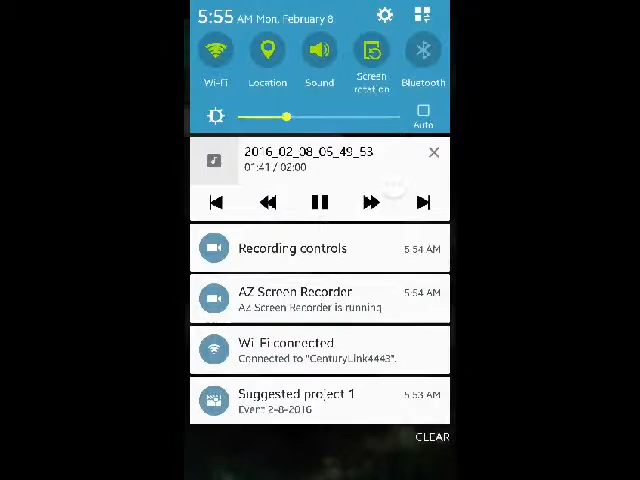 5:55 AM Mon, February 8
Wi-Fi
Location
Sound
Screen rotation
Bluetooth
Auto
2016_02_08_05_49_53
01:41 / 02:00
Recording controls 5:54 AM
AZ Screen Recorder 5:54 AM
AZ Screen Recorder is running
Wi-Fi connected
Connected to "CenturyLink4443".
Suggested project 1 5:53 AM
Event 2-8-2016
CLEAR